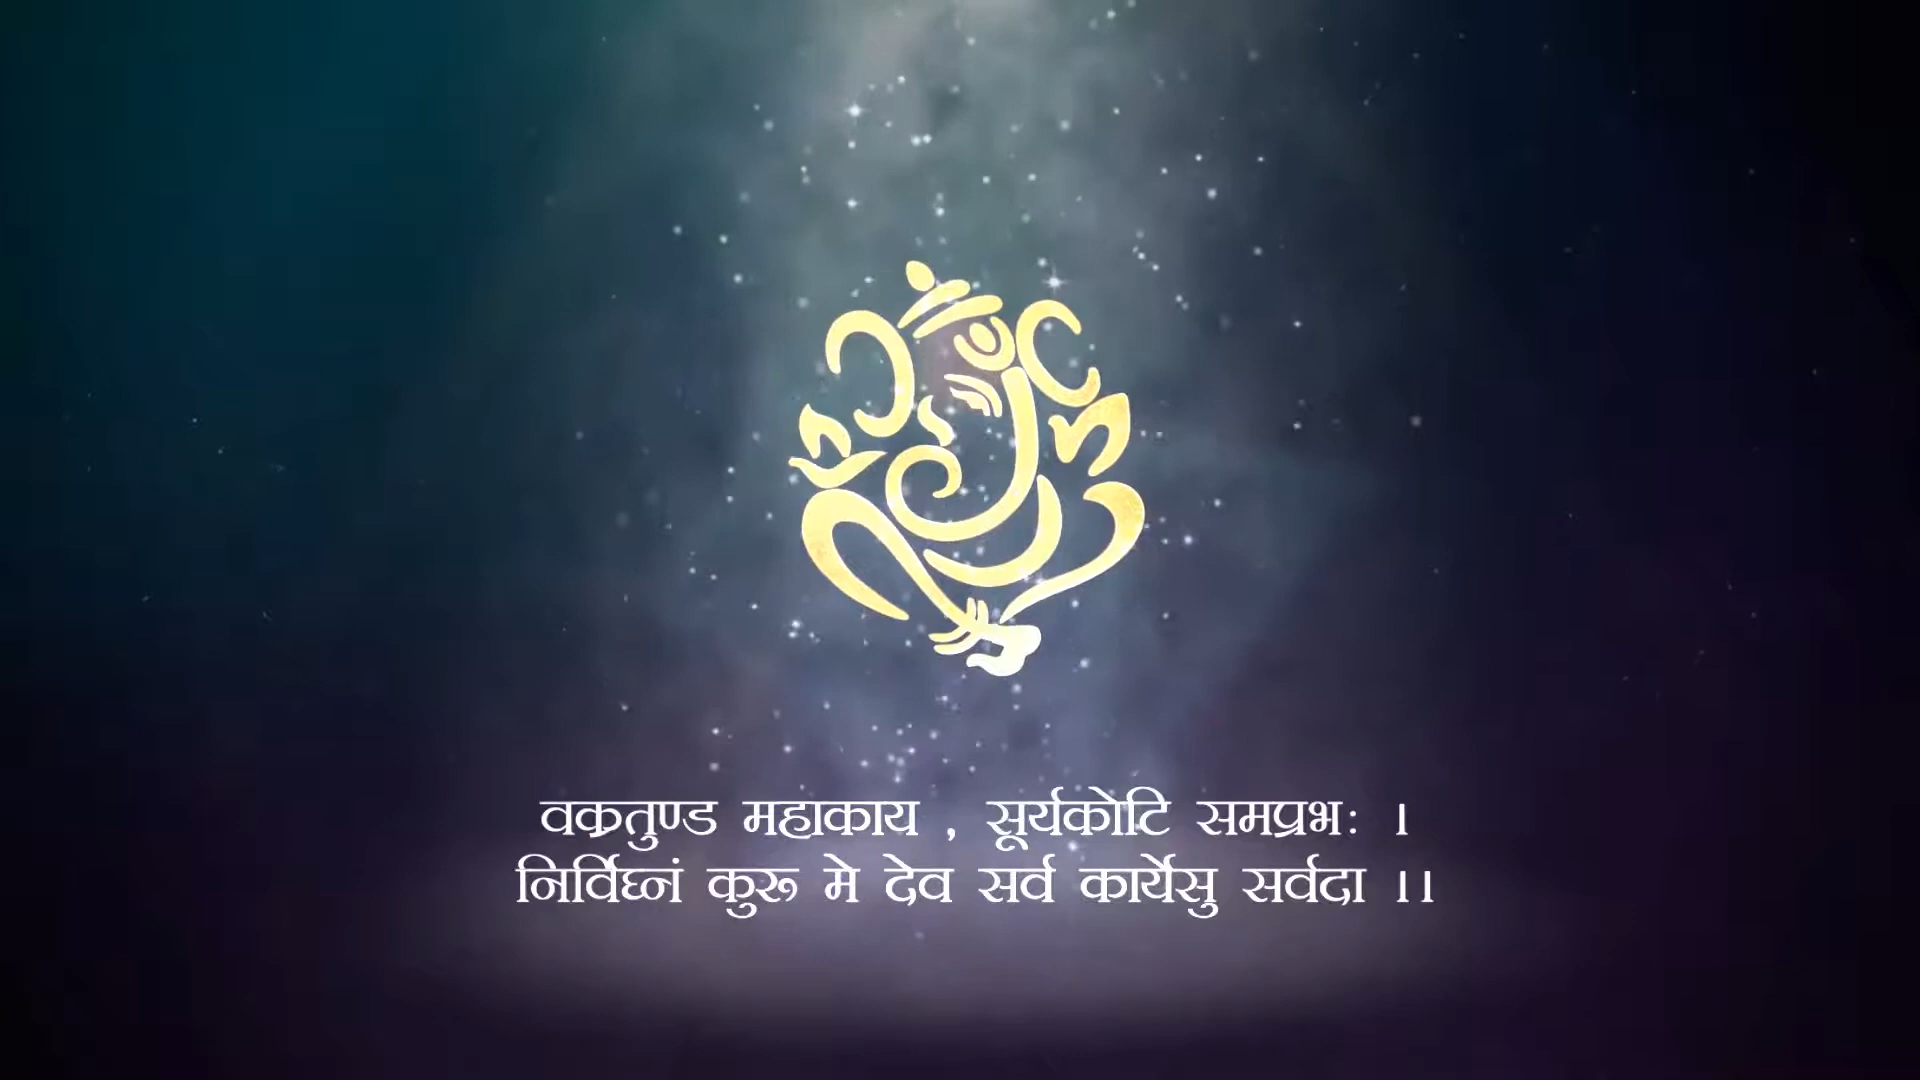 वक्रतुण्ड महाकाय , सूर्यकोटि समप्रभः ।
निर्विघ्नं कुरू मे देव सर्व कार्येसु सर्वदा ।।